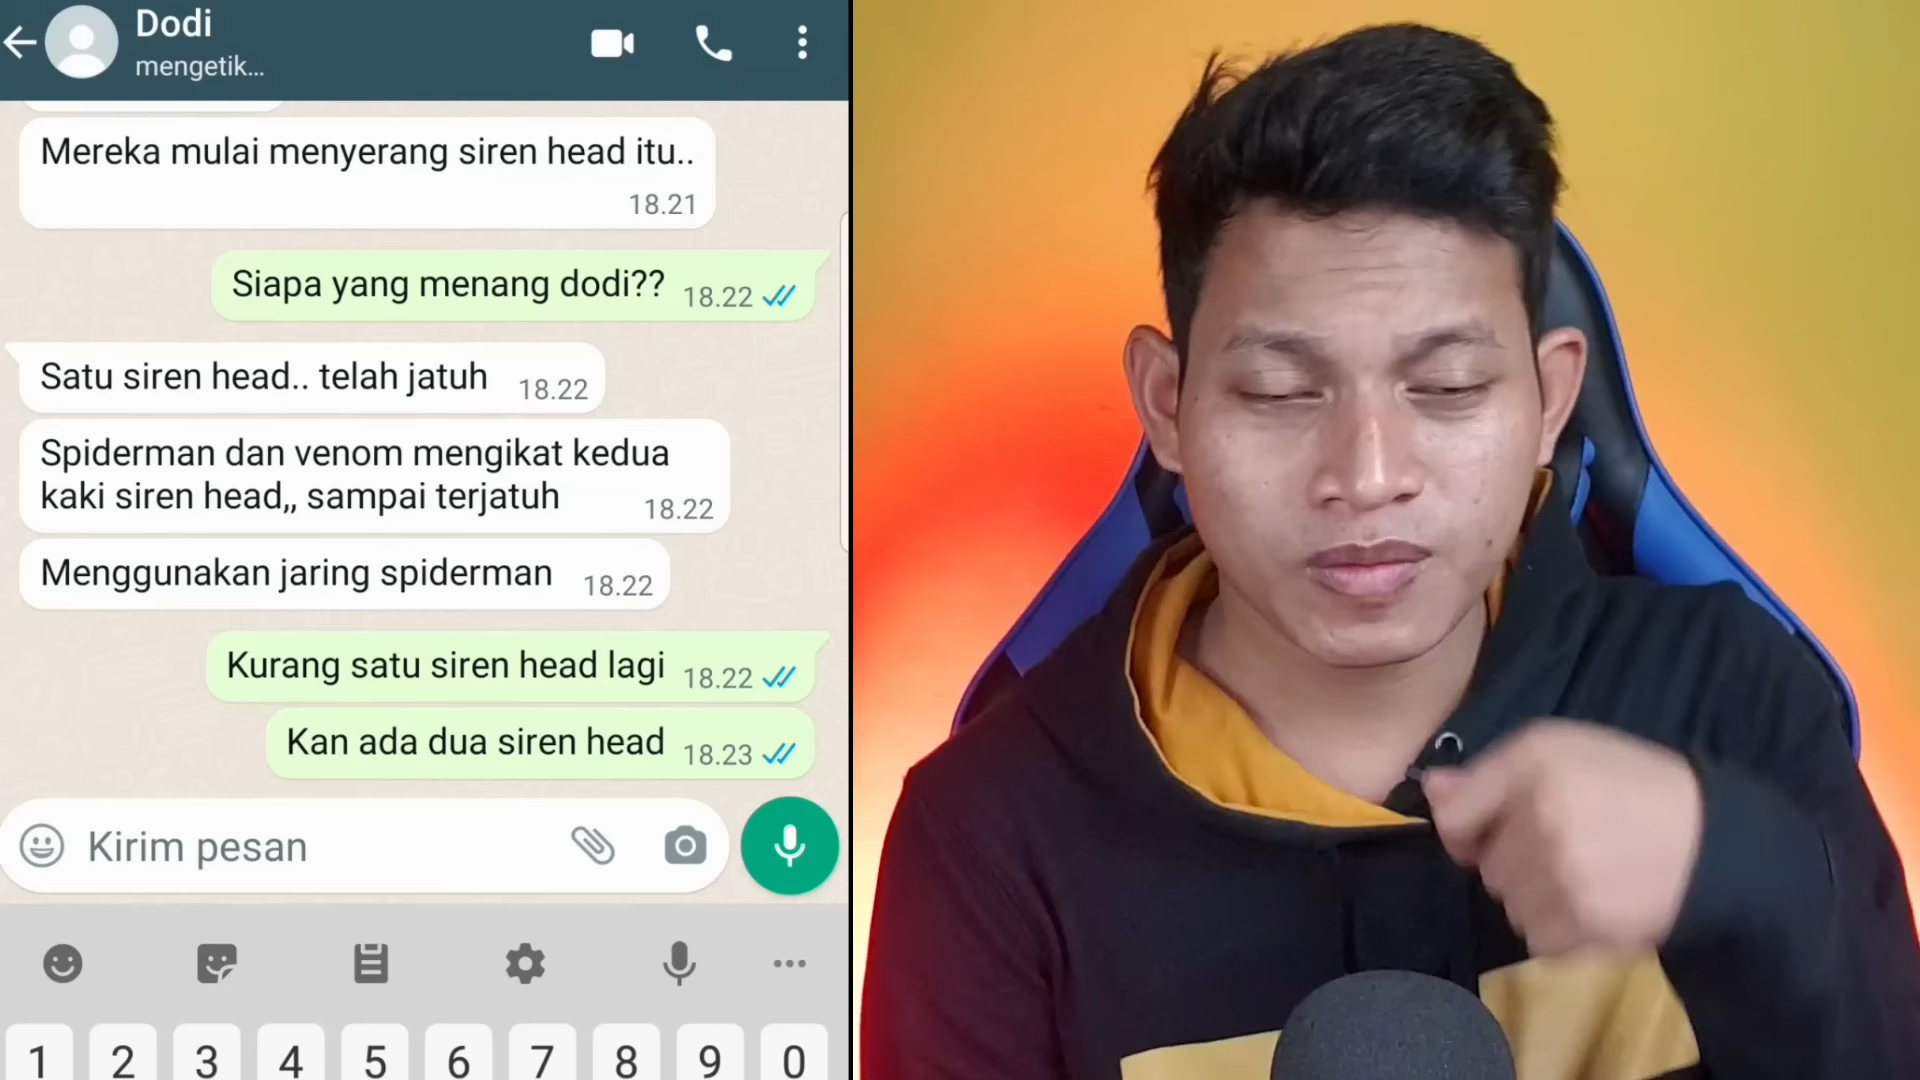 Dodi
mengetik...
Mereka mulai menyerang siren head itu..
18.21
Siapa yang menang dodi??
18.22
Satu siren head.. telah jatuh
18.22
Spiderman dan venom mengikat kedua
kaki siren head,, sampai terjatuh
18.22
Menggunakan jaring spiderman
18.22
Kurang satu siren head lagi
18.22
Kan ada dua siren head
18.23
Kirim pesan
1 2 3 4 5 6 7 8 9 0